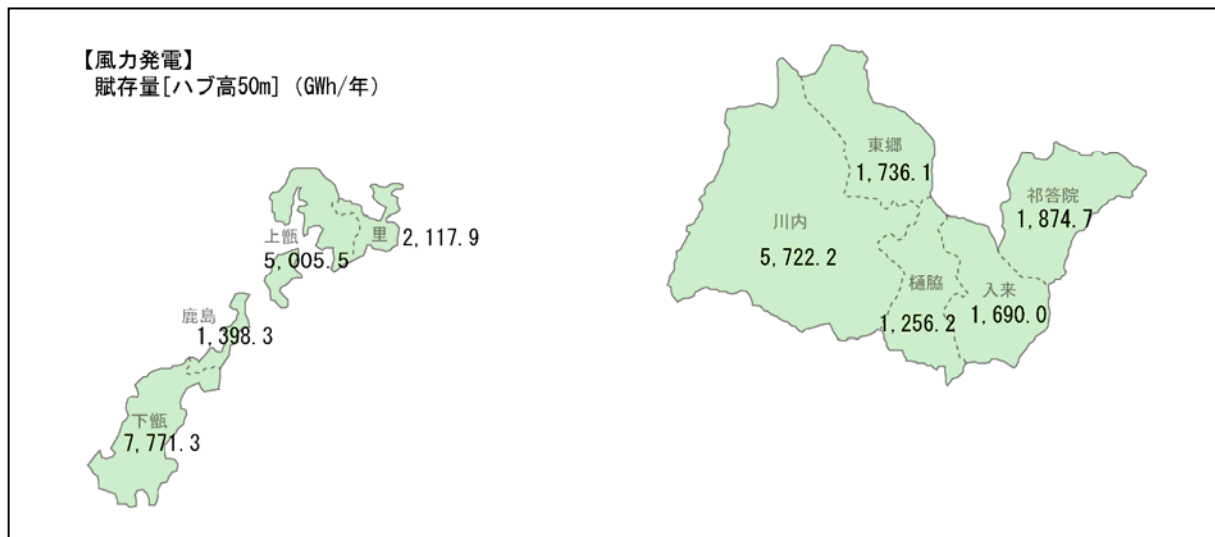 【風力発電】
賦存量[ハブ高50m] (GWh/年)
東郷
1,736.1
祁答院
1,874.7
川内
5,722.2
樋脇
1,256.2
入来
1,690.0
里
2,117.9
上甑
5,005.5
鹿島
1,398.3
下甑
7,771.3